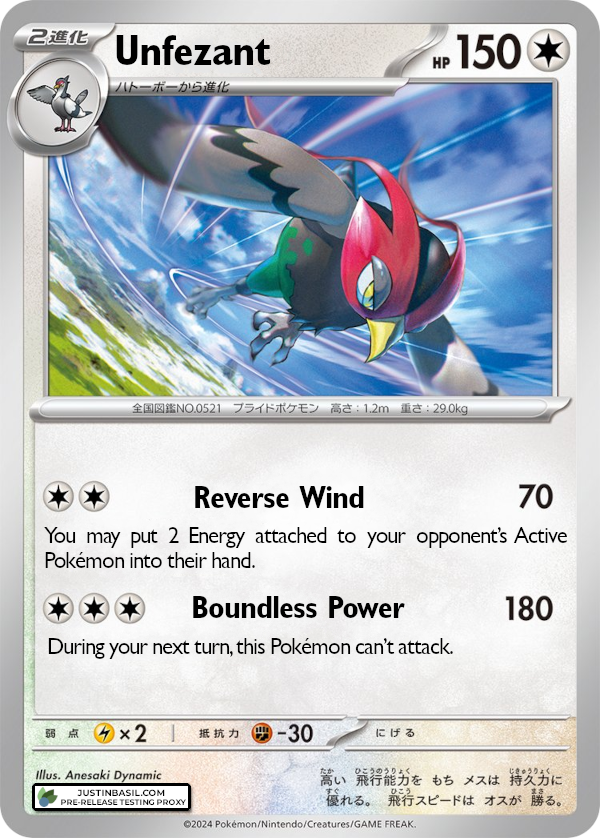 2進化 Unfezant HP 150
ハトーボーから進化
全国図鑑NO.0521 プライドポケモン 高さ:1.2m 重さ:29.0kg
Reverse Wind 70
You may put 2 Energy attached to your opponent's Active
Pokémon into their hand.
Boundless Power 180
During your next turn, this Pokémon can't attack.
弱点 ×2 抵抗力 -30 にげる
Illus. Anesaki Dynamic
JUSTINBASIL.COM
PRE-RELEASE TESTING PROXY
高い 飛行能力を もち メスは 持久力に
優れる。 飛行スピードは オスが 勝る。
©2024 Pokémon/Nintendo/Creatures/GAME FREAK.